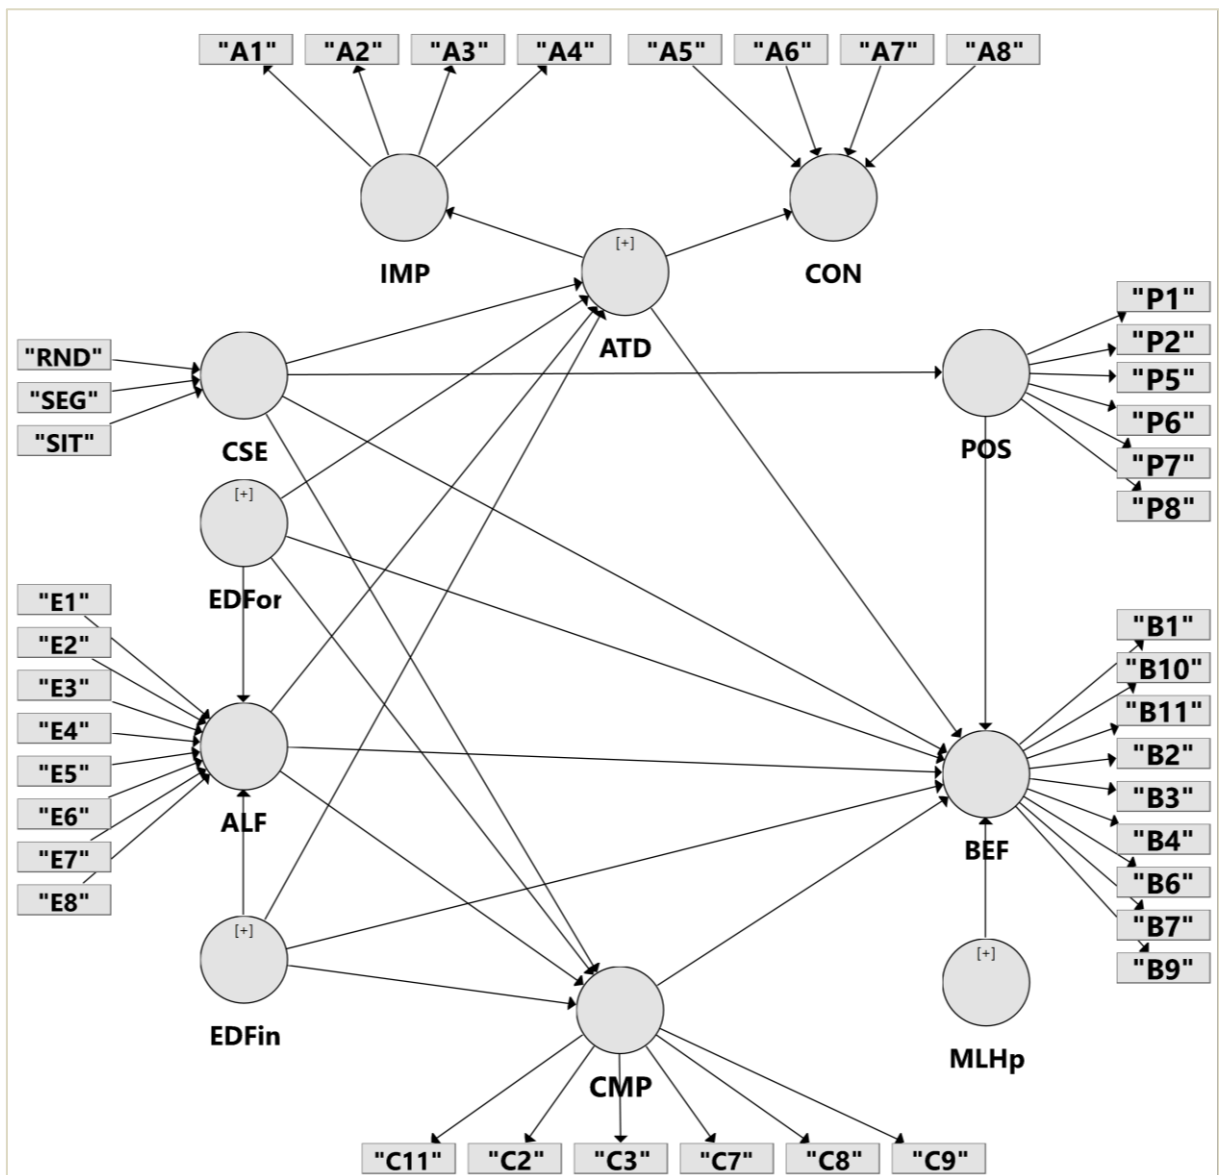 "A1" "A2" "A3" "A4" "A5" "A6" "A7" "A8"
IMP
[+]
ATD
CON
"RND"
"SEG"
"SIT"
CSE
"P1"
"P2"
"P5"
"P6"
"P7"
"P8"
POS
[+]
EDFor
"E1"
"E2"
"E3"
"E4"
"E5"
"E6"
"E7"
"E8"
ALF
"B1"
"B10"
"B11"
"B2"
"B3"
"B4"
"B6"
"B7"
"B9"
BEF
[+]
EDFin
CMP
[+]
MLHp
"C11" "C2" "C3" "C7" "C8" "C9"